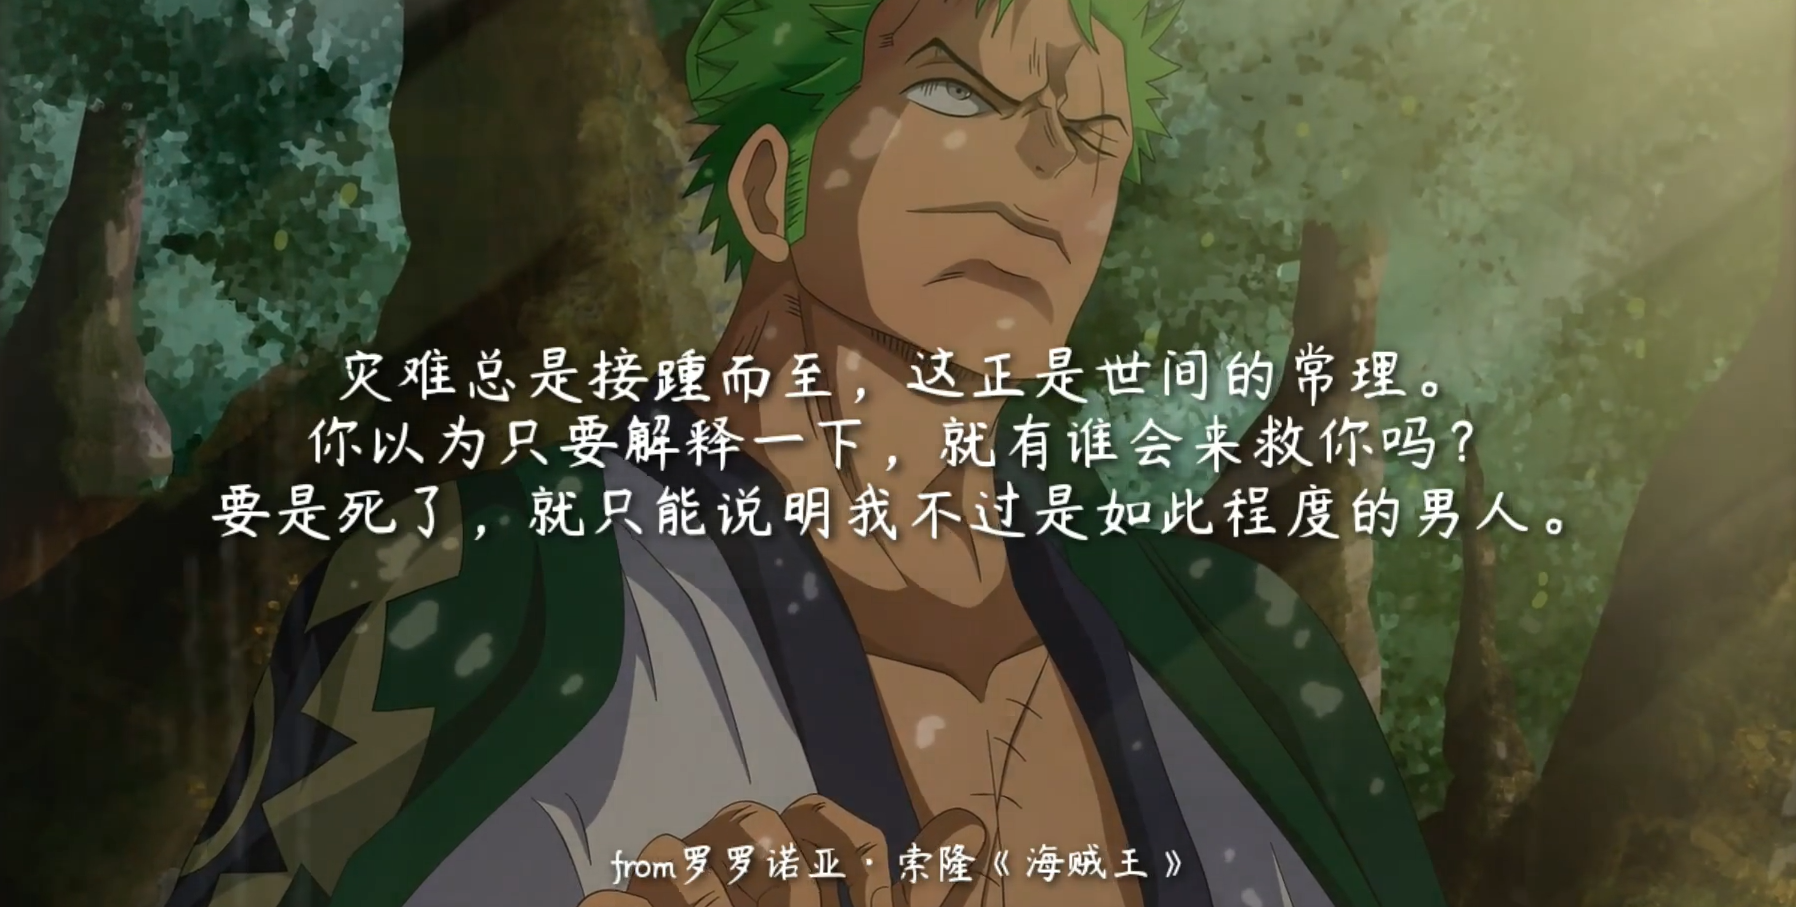 灾难总是接踵而至，这正是世间的常理。
你以为只要解释一下，就有谁会来救你吗？
要是死了，就只能说明我不过是如此程度的男人。
from罗罗诺亚·索隆《海贼王》